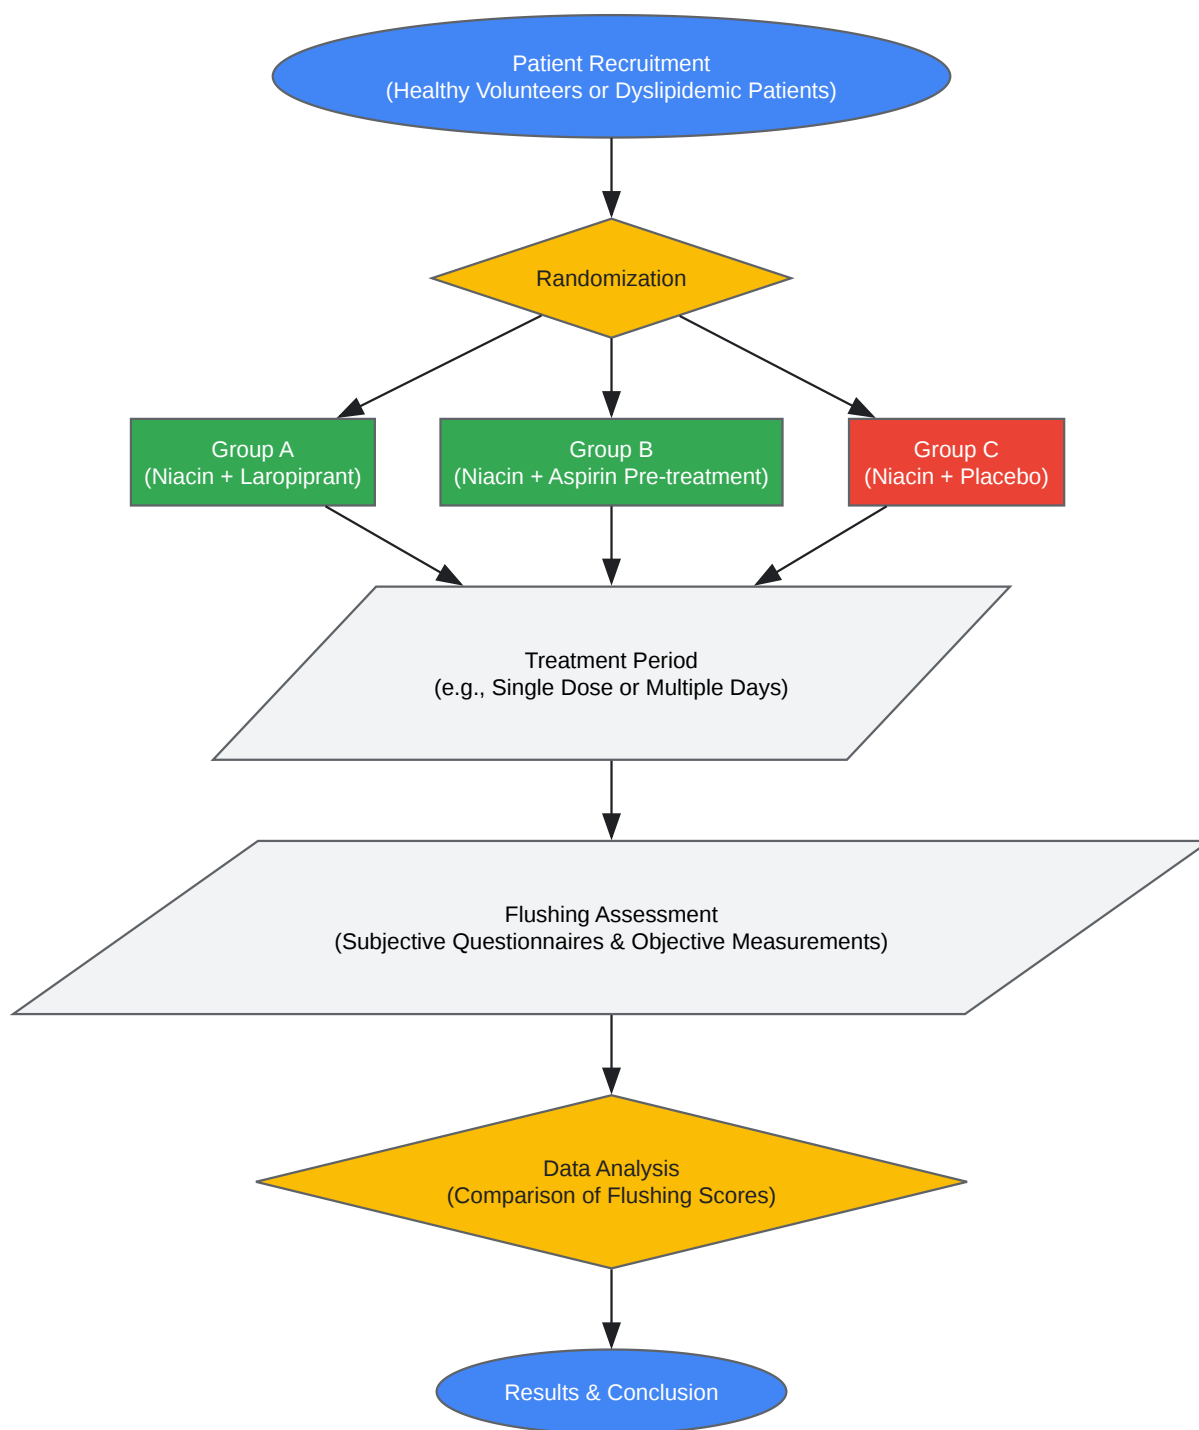 Patient Recruitment
(Healthy Volunteers or Dyslipidemic Patients)
Randomization
Group A
(Niacin + Laropiprant)
Group B
(Niacin + Aspirin Pre-treatment)
Group C
(Niacin + Placebo)
Treatment Period
(e.g., Single Dose or Multiple Days)
Flushing Assessment
(Subjective Questionnaires & Objective Measurements)
Data Analysis
(Comparison of Flushing Scores)
Results & Conclusion